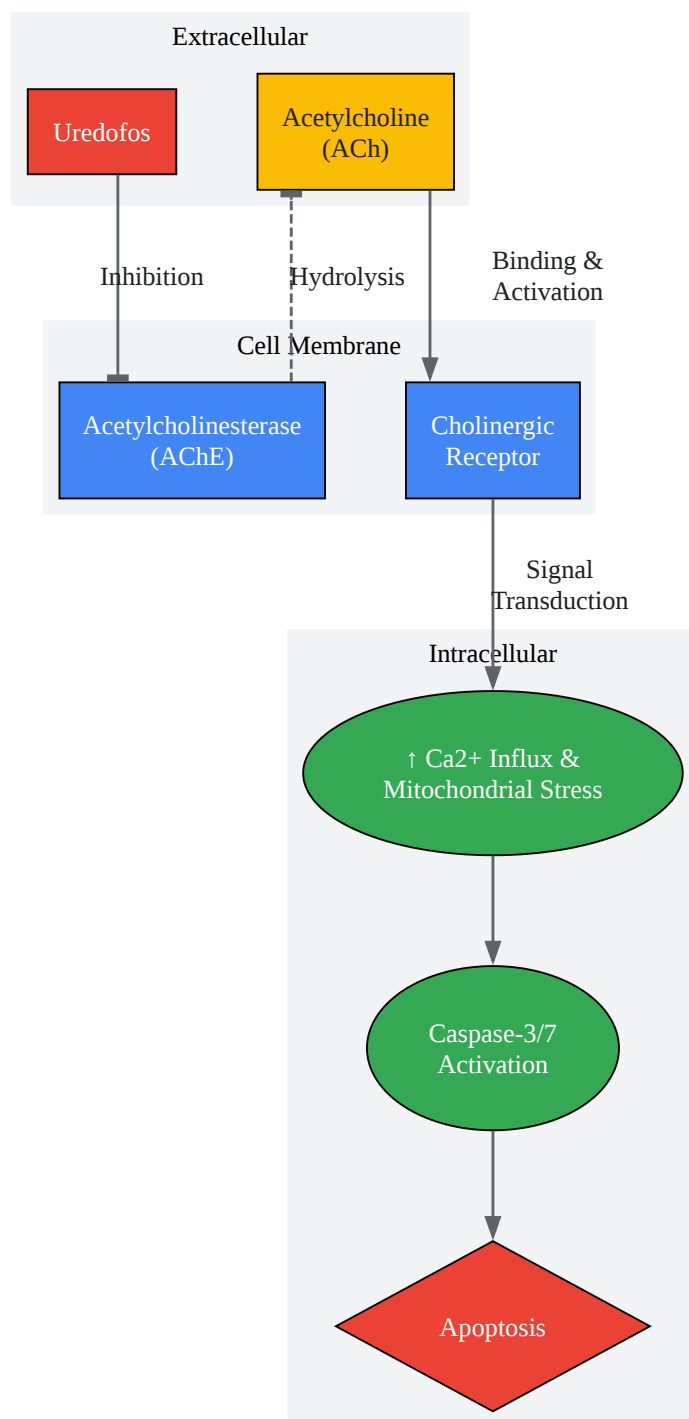 Extracellular
Uredofos
Acetylcholine
(ACh)
Inhibition
Hydrolysis
Binding &
Activation
Cell Membrane
Acetylcholinesterase
(AChE)
Cholinergic
Receptor
Signal
Transduction
Intracellular
↑ Ca2+ Influx &
Mitochondrial Stress
Caspase-3/7
Activation
Apoptosis